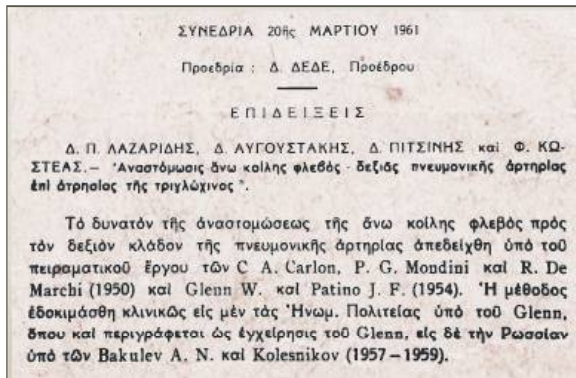 ΣΥΝΕΔΡΙΑ 20ῆς ΜΑΡΤΙΟΥ 1961
Προεδρία : Δ. ΔΕΔΕ, Προέδρου
ΕΠΙΔΕΙΞΕΙΣ
Δ. Π. ΛΑΖΑΡΙΔΗΣ, Δ. ΑΥΓΟΥΣΤΑΚΗΣ, Δ. ΠΙΤΣΙΝΗΣ καὶ Φ. ΚΩ-
ΣΤΕΑΣ.– "Ἀναστόμωσις ἄνω κοίλης φλεβὸς - δεξιᾶς πνευμονικῆς ἀρτηρίας
ἐπὶ ἀτρησίας τῆς τριγλώχινος".
Τὸ δυνατὸν τῆς ἀναστομώσεως τῆς ἄνω κοίλης φλεβὸς πρὸς
τὸν δεξιὸν κλάδον τῆς πνευμονικῆς ἀρτηρίας ἀπεδείχθη ὑπὸ τοῦ
πειραματικοῦ ἔργου τῶν C A. Carlon, P. G. Mondini καὶ R. De
Marchi (1950) καὶ Glenn W. καὶ Patino J. F. (1954). Ἡ μέθοδος
ἐδοκιμάσθη κλινικῶς εἰς μὲν τὰς Ἡνωμ. Πολιτείας ὑπὸ τοῦ Glenn,
ὅπου καὶ περιγράφεται ὡς ἐγχείρησις τοῦ Glenn, εἰς δὲ τὴν Ρωσσίαν
ὑπὸ τῶν Bakulev A. N. καὶ Kolesnikov (1957–1959).